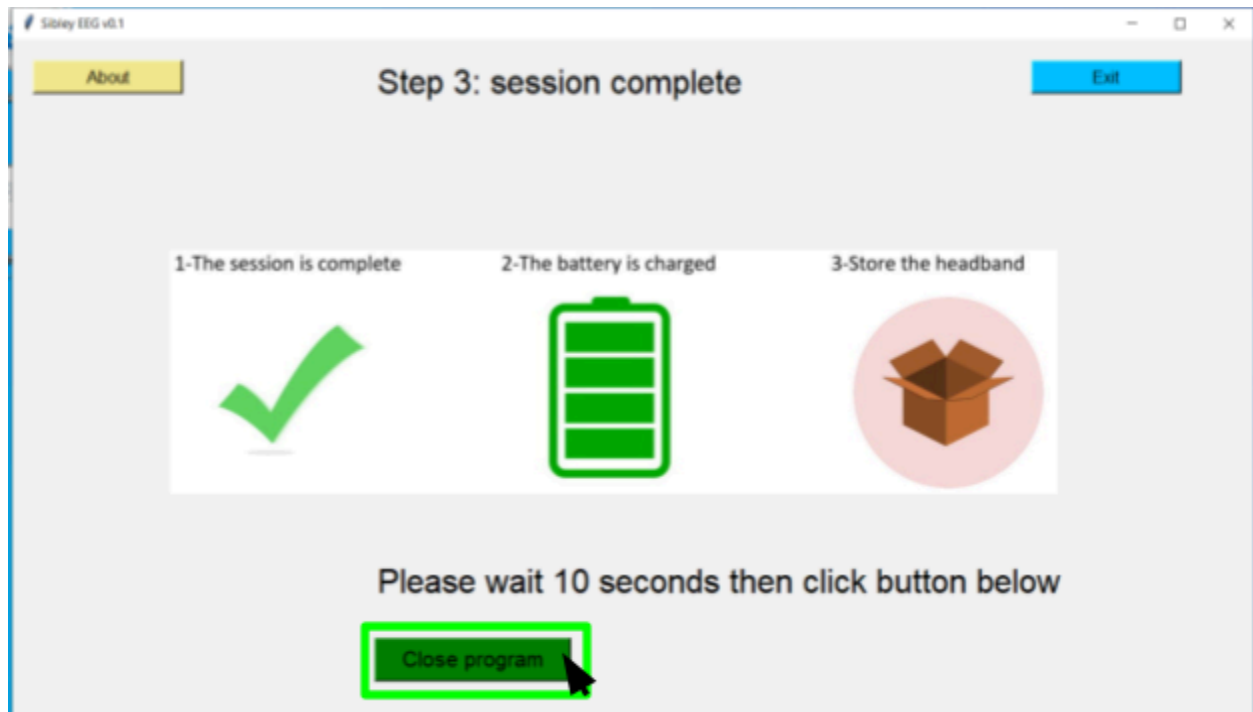 Sibley EEG v0.1
About
Step 3: session complete
Exit
1-The session is complete
2-The battery is charged
3-Store the headband
Please wait 10 seconds then click button below
Close program